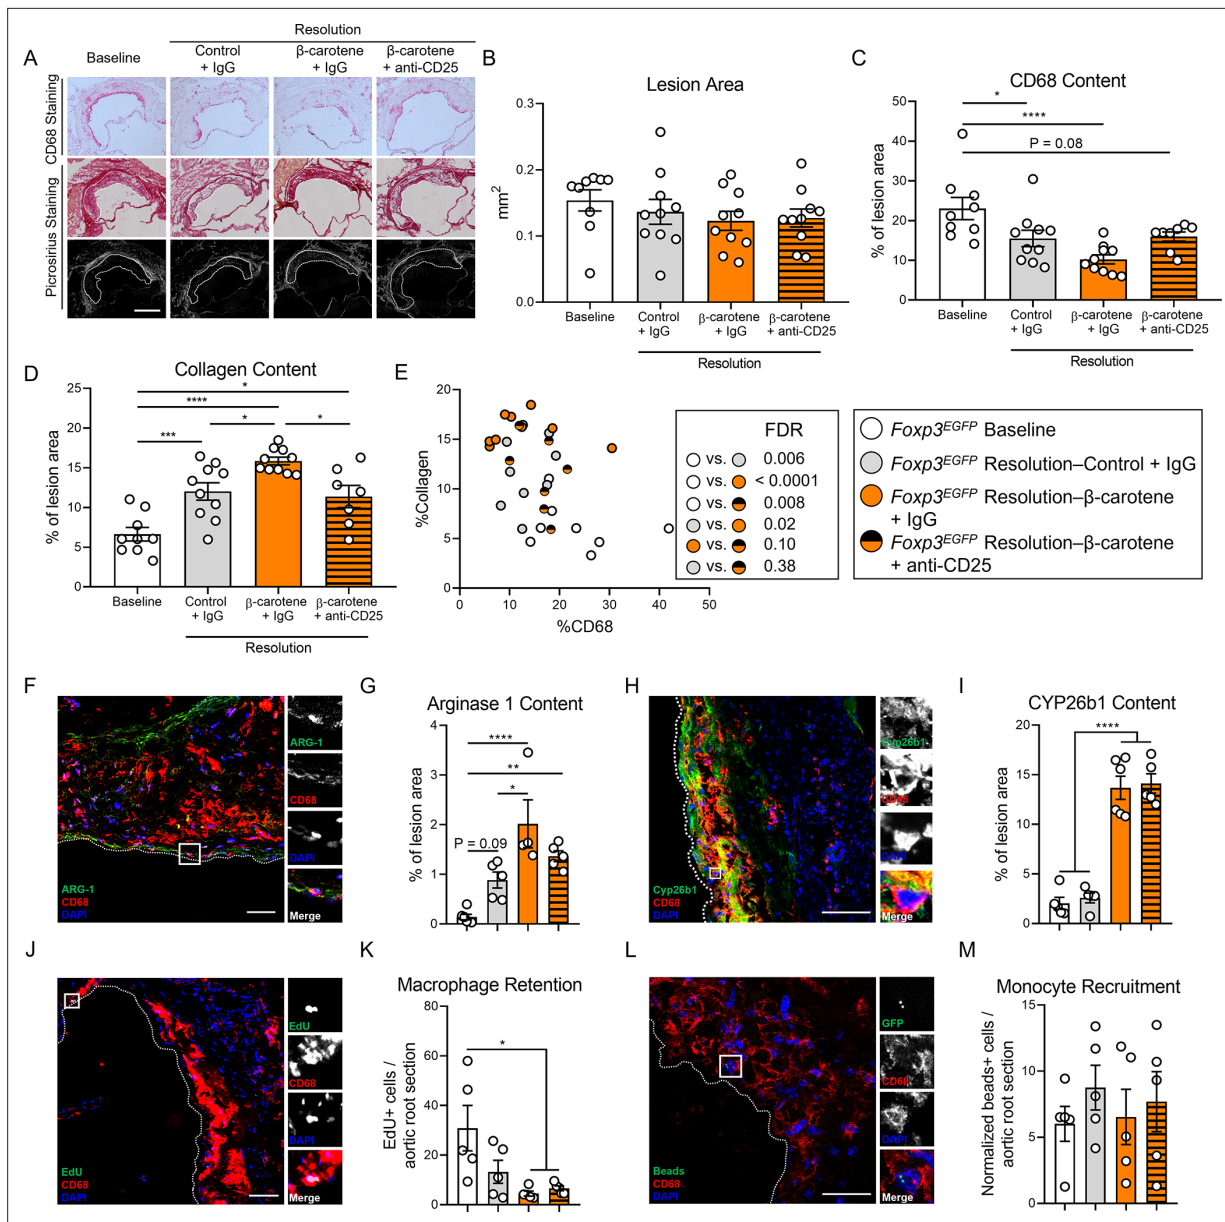 Resolution
A
Baseline
Control
+ IgG
β-carotene
+ IgG
β-carotene
+ anti-CD25
CD68 Staining
Picrosirius Staining
B
Lesion Area
mm2
0.3
0.2
0.1
0.0
Baseline
Control
+ IgG
β-carotene
+ IgG
β-carotene
+ anti-CD25
Resolution
C
CD68 Content
% of lesion area
50
40
30
20
10
0
*
****
P = 0.08
Baseline
Control
+ IgG
β-carotene
+ IgG
β-carotene
+ anti-CD25
Resolution
D
Collagen Content
% of lesion area
25
20
15
10
5
0
*
****
***
*
*
Baseline
Control
+ IgG
β-carotene
+ IgG
β-carotene
+ anti-CD25
Resolution
E
%Collagen
20
15
10
5
0
0 10 20 30 40 50
%CD68
FDR
vs. 0.006
vs. < 0.0001
vs. 0.008
vs. 0.02
vs. 0.10
vs. 0.38
Foxp3EGFP Baseline
Foxp3EGFP Resolution–Control + IgG
Foxp3EGFP Resolution–β-carotene
+ IgG
Foxp3EGFP Resolution–β-carotene
+ anti-CD25
F
ARG-1
CD68
DAPI
ARG-1
CD68
DAPI
Merge
G
Arginase 1 Content
% of lesion area
4
3
2
1
0
****
**
*
P = 0.09
H
Cyp26b1
CD68
DAPI
Cyp26b1
CD68
DAPI
Merge
I
CYP26b1 Content
% of lesion area
20
15
10
5
0
****
J
EdU
CD68
DAPI
EdU
CD68
DAPI
Merge
K
Macrophage Retention
EdU+ cells /
aortic root section
80
60
40
20
0
*
L
Beads
CD68
DAPI
GFP
CD68
DAPI
Merge
M
Monocyte Recruitment
Normalized beads+ cells /
aortic root section
15
10
5
0